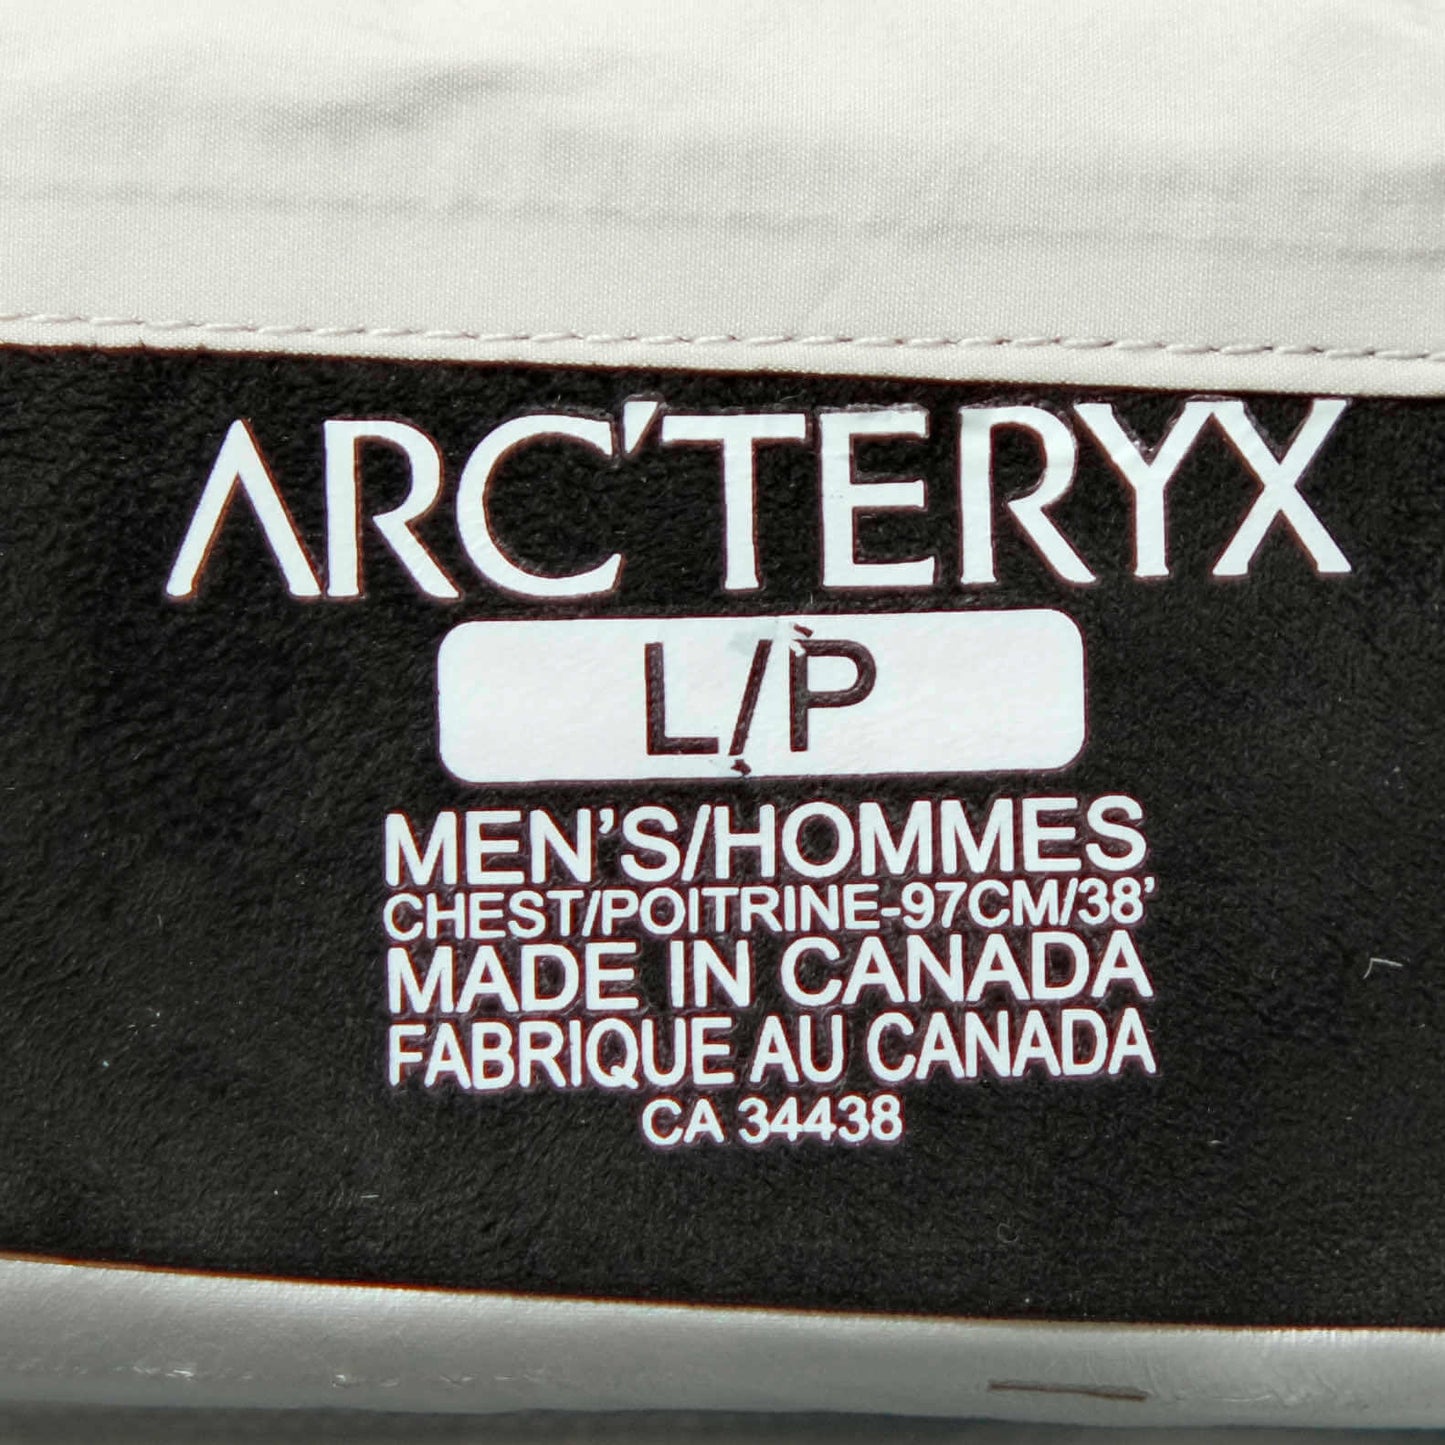 ARC'TERYX
L/P
MEN'S/HOMMES
CHEST/POITRINE-97CM/38'
MADE IN CANADA
FABRIQUE AU CANADA
CA 34438